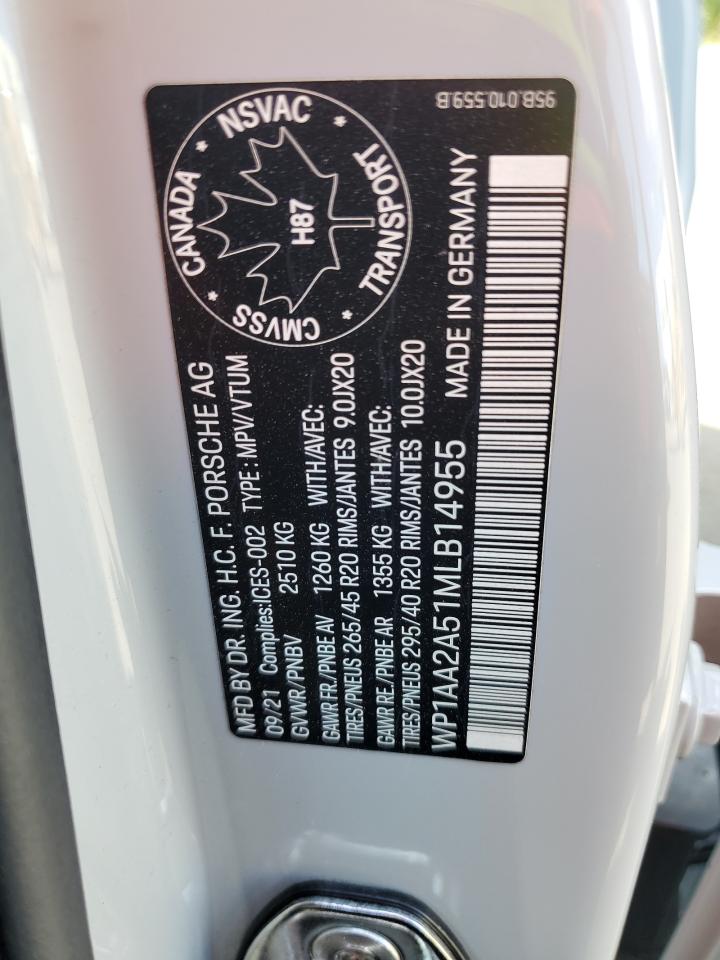 MFD BY DR. ING. H.C. F. PORSCHE AG
09/21 Complies:ICES-002 TYPE : MPV/VTUM
GVWR/PNBV 2510 KG
GAWR FR./PNBE AV 1260 KG WITH/AVEC:
TIRES/PNEUS 265/45 R20 RIMS/JANTES 9.0JX20
GAWR RE./PNBE AR 1355 KG WITH/AVEC:
TIRES/PNEUS 295/40 R20 RIMS/JANTES 10.0JX20
WP1AA2A51MLB14955 MADE IN GERMANY
CANADA * NSVAC * TRANSPORT * CMVSS *
H87
95B.010.559.B